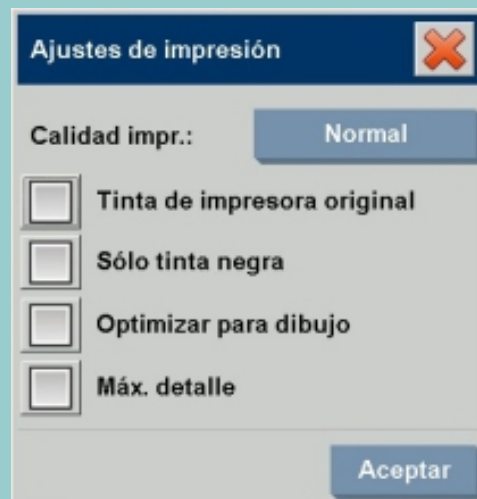 Ajustes de impresión
Calidad impr.: Normal
Tinta de impresora original
Sólo tinta negra
Optimizar para dibujo
Máx. detalle
Aceptar